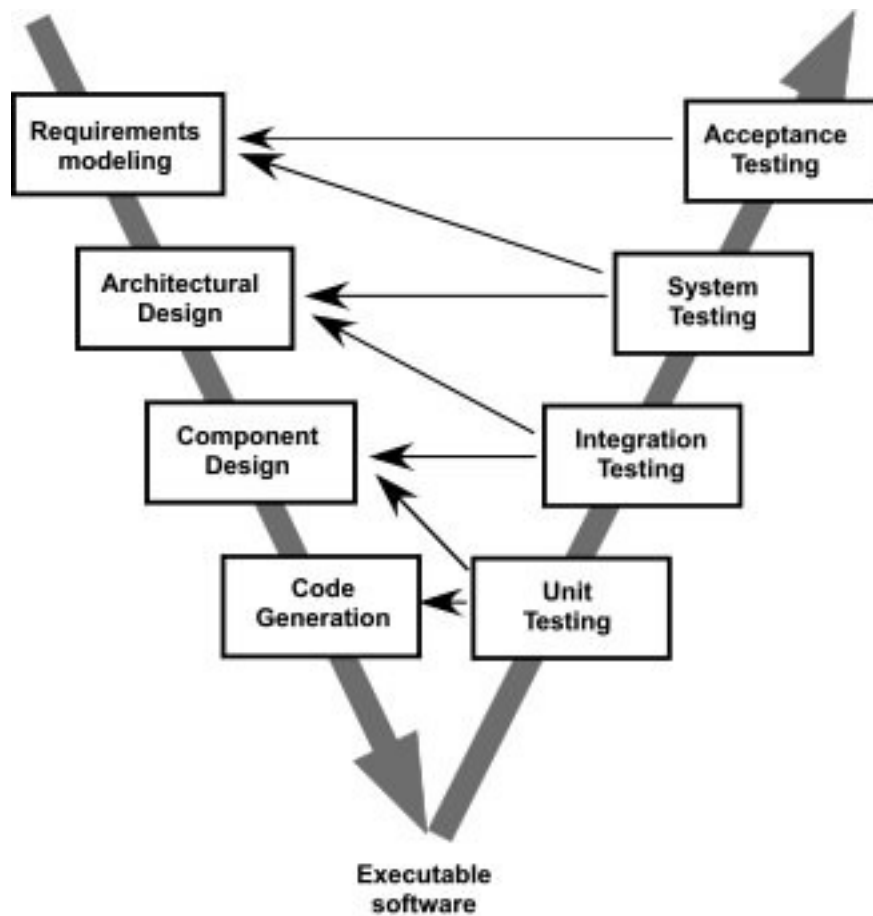 Requirements
modeling
Acceptance
Testing
Architectural
Design
System
Testing
Component
Design
Integration
Testing
Code
Generation
Unit
Testing
Executable
software